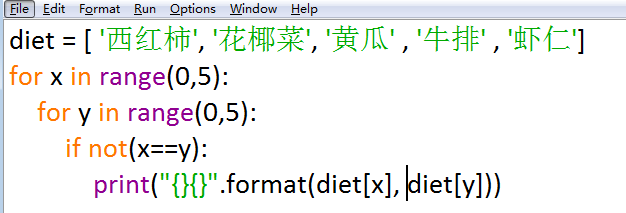 File Edit Format Run Options Window Help
diet = [ '西红柿', '花椰菜', '黄瓜' , '牛排' , '虾仁']
for x in range(0,5):
    for y in range(0,5):
        if not(x==y):
            print("{}{}".format(diet[x], diet[y]))